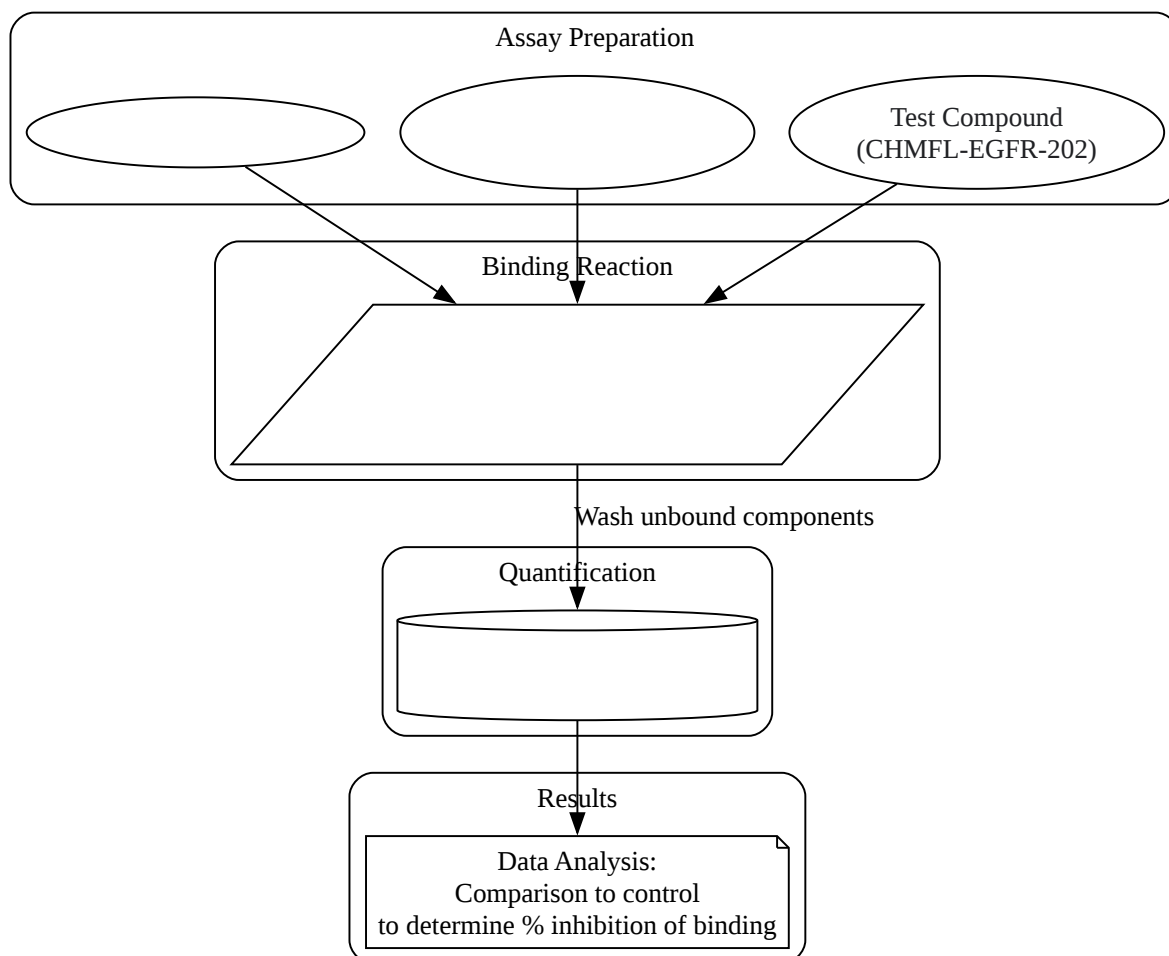 Assay Preparation
Test Compound
(CHMFL-EGFR-202)
Binding Reaction
Wash unbound components
Quantification
Results
Data Analysis:
Comparison to control
to determine % inhibition of binding